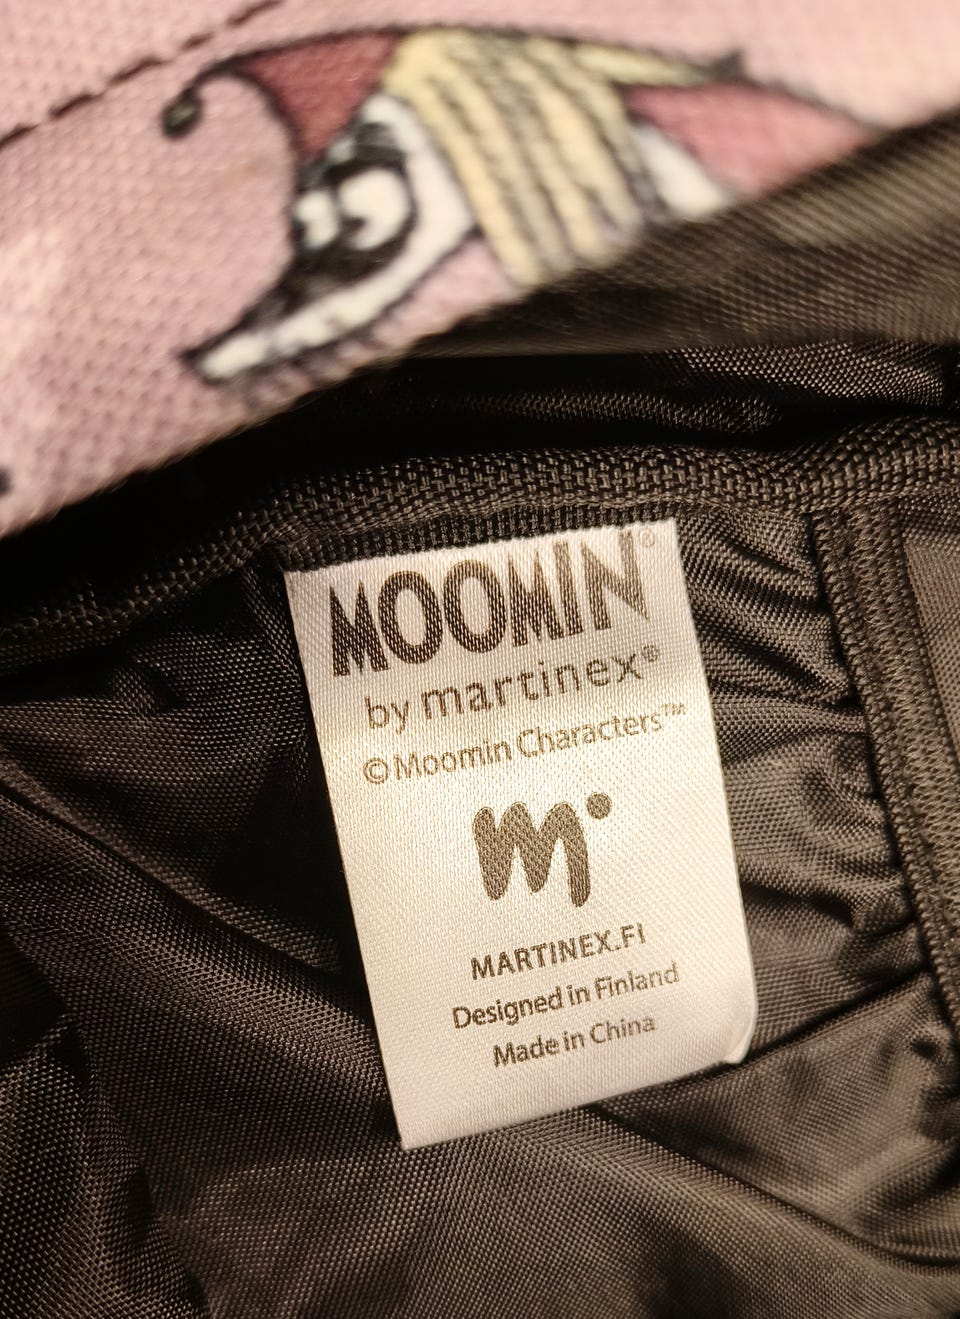 MOOMIN®
by martinex®
© Moomin Characters™
m
MARTINEX.FI
Designed in Finland
Made in China